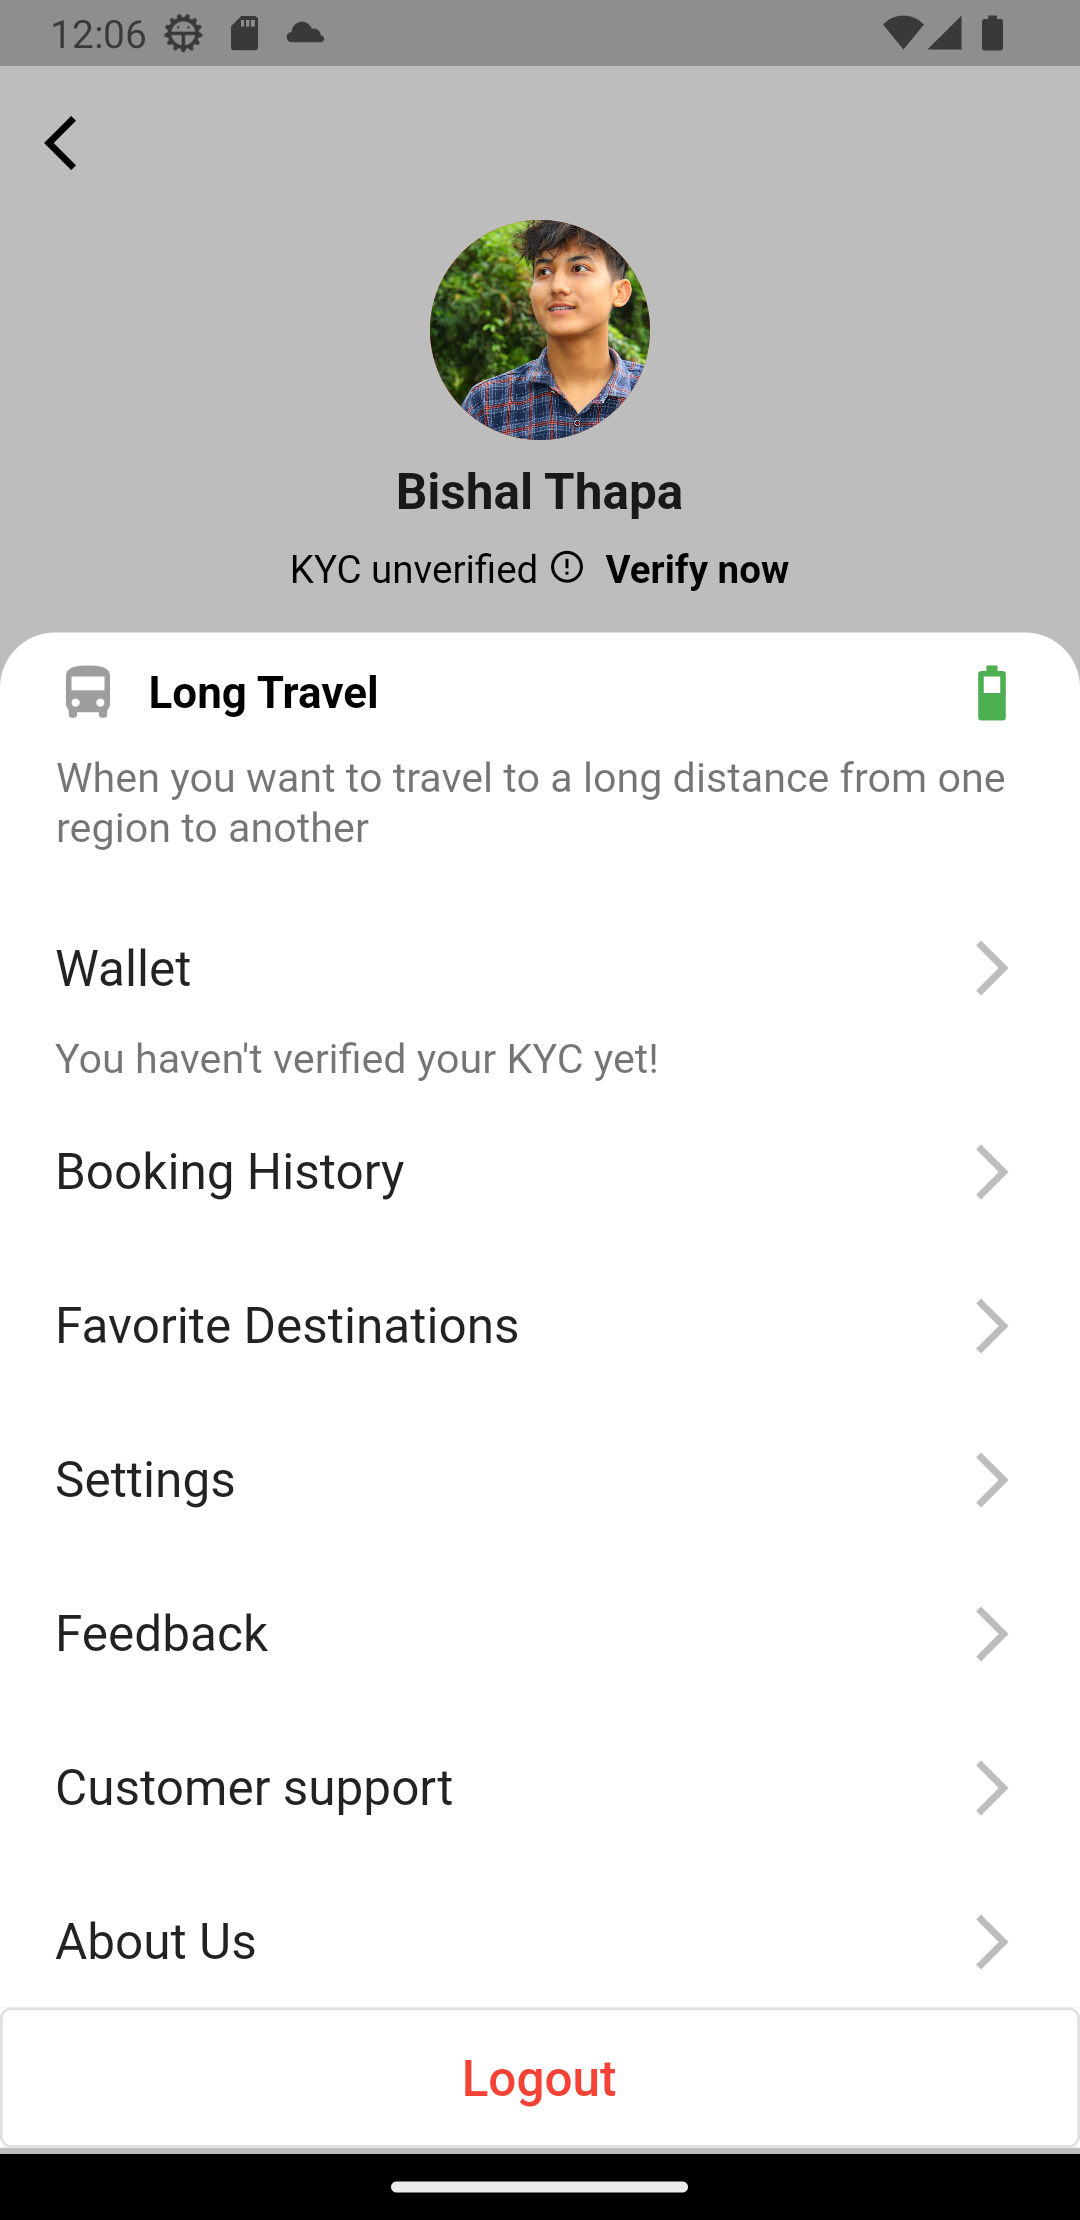 12:06
Bishal Thapa
KYC unverified Verify now
Long Travel
When you want to travel to a long distance from one
region to another
Wallet
You haven't verified your KYC yet!
Booking History
Favorite Destinations
Settings
Feedback
Customer support
About Us
Logout